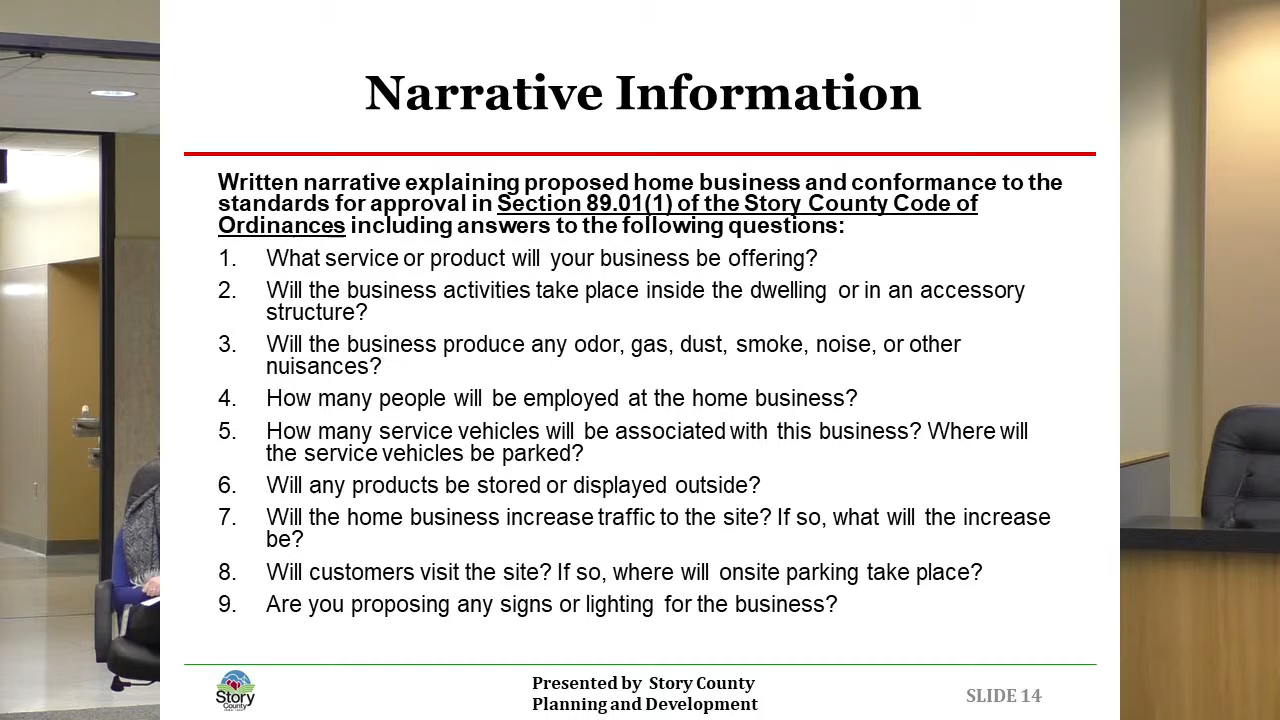 Narrative Information
Written narrative explaining proposed home business and conformance to the
standards for approval in Section 89.01(1) of the Story County Code of
Ordinances including answers to the following questions:
1. What service or product will your business be offering?
2. Will the business activities take place inside the dwelling or in an accessory
structure?
3. Will the business produce any odor, gas, dust, smoke, noise, or other
nuisances?
4. How many people will be employed at the home business?
5. How many service vehicles will be associated with this business? Where will
the service vehicles be parked?
6. Will any products be stored or displayed outside?
7. Will the home business increase traffic to the site? If so, what will the increase
be?
8. Will customers visit the site? If so, where will onsite parking take place?
9. Are you proposing any signs or lighting for the business?
Story
County
Presented by Story County
Planning and Development
SLIDE 14